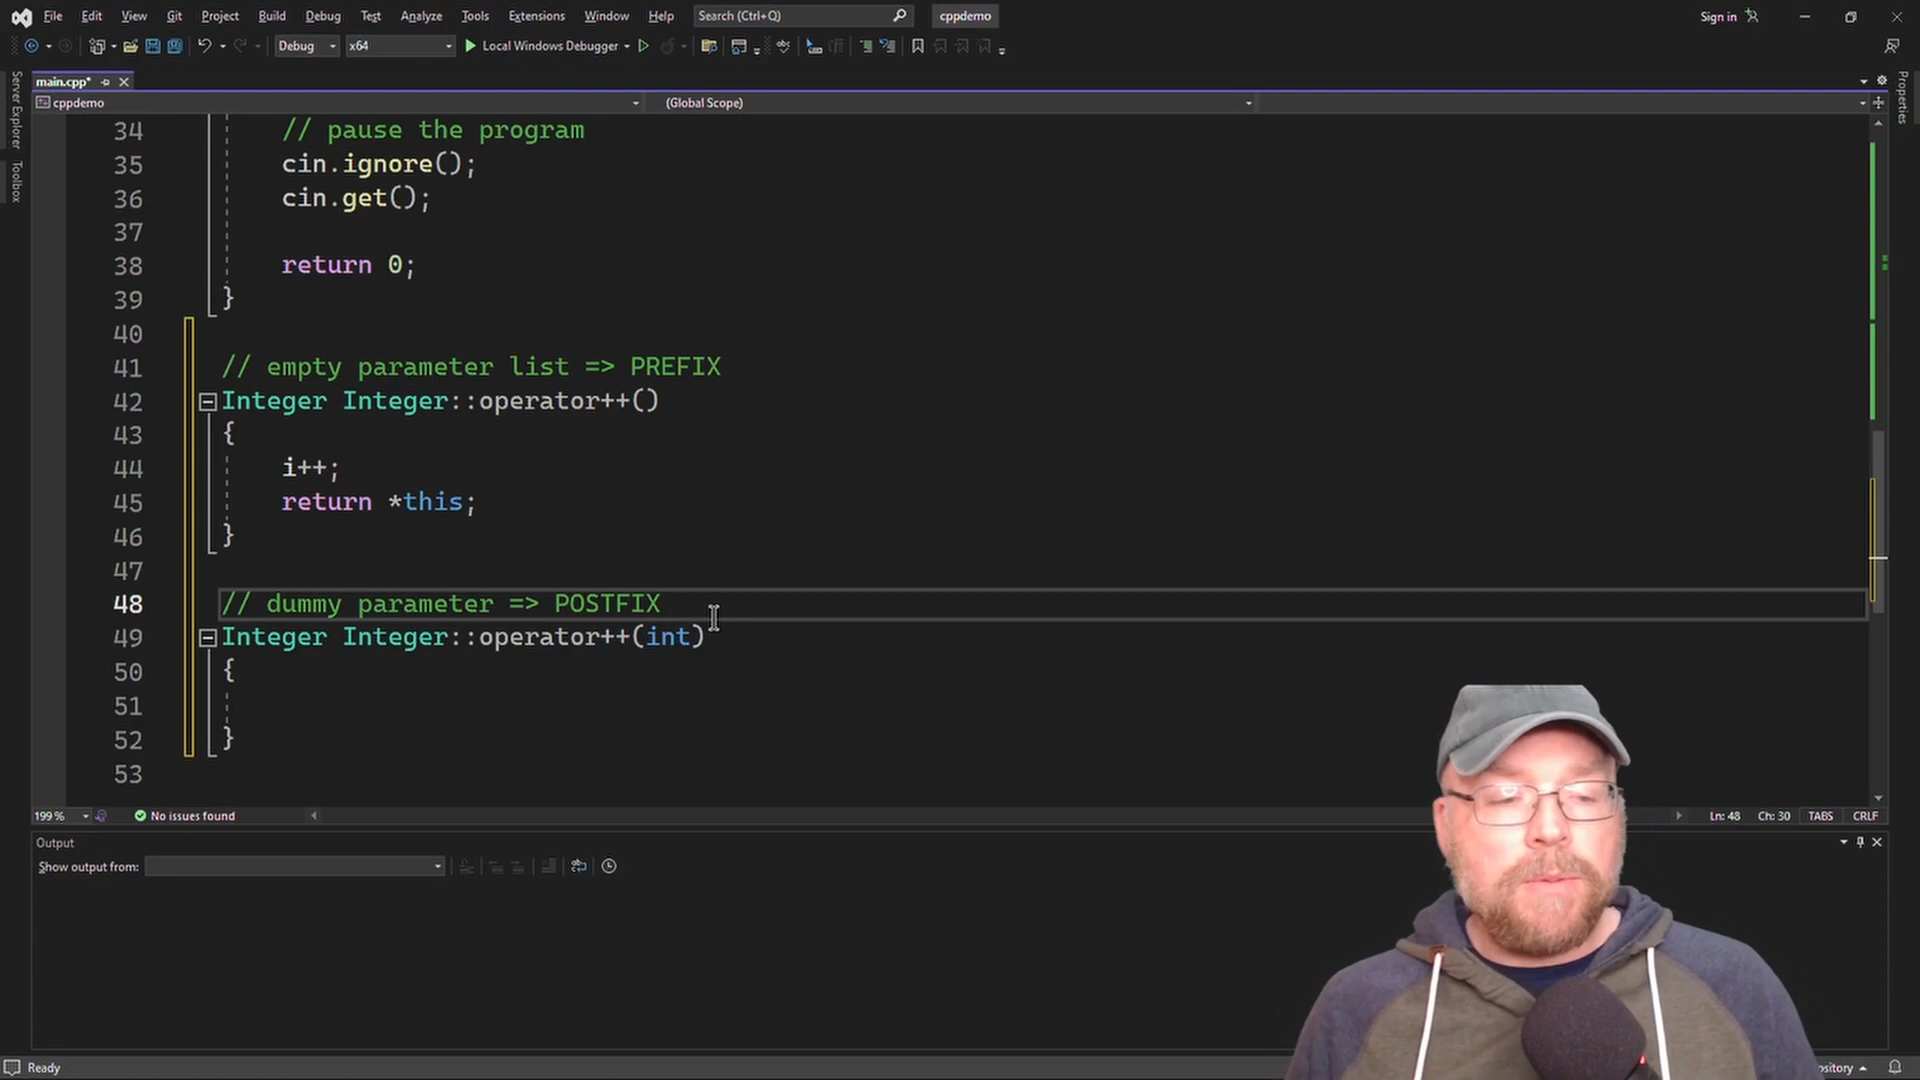 File Edit View Git Project Build Debug Test Analyze Tools Extensions Window Help Search (Ctrl+Q) cppdemo Sign in
Debug x64 Local Windows Debugger
main.cpp*
cppdemo (Global Scope)
Server Explorer
Toolbox
Properties
34 // pause the program
35 cin.ignore();
36 cin.get();
37
38 return 0;
39 }
40
41 // empty parameter list => PREFIX
42 Integer Integer::operator++()
43 {
44 i++;
45 return *this;
46 }
47
48 // dummy parameter => POSTFIX
49 Integer Integer::operator++(int)
50 {
51
52 }
53
199 % No issues found Ln: 48 Ch: 30 TABS CRLF
Output
Show output from:
Ready